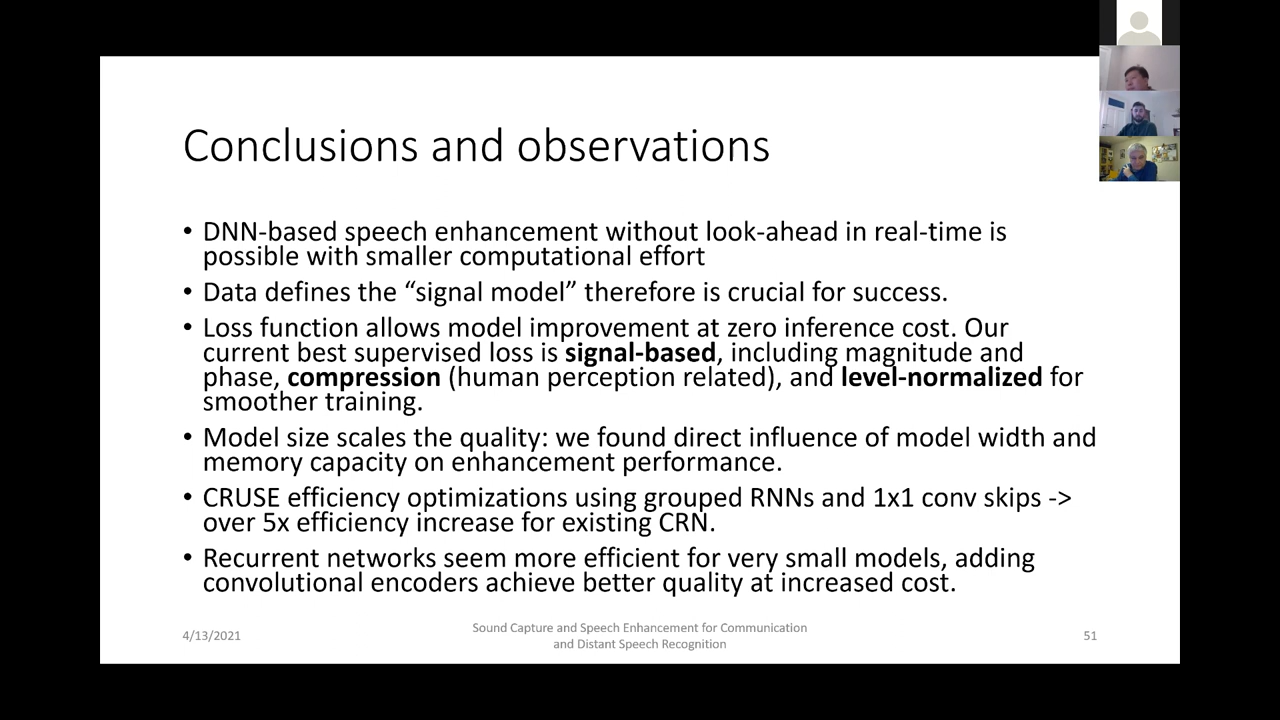 Conclusions and observations
• DNN-based speech enhancement without look-ahead in real-time is
possible with smaller computational effort
• Data defines the “signal model” therefore is crucial for success.
• Loss function allows model improvement at zero inference cost. Our
current best supervised loss is signal-based, including magnitude and
phase, compression (human perception related), and level-normalized for
smoother training.
• Model size scales the quality: we found direct influence of model width and
memory capacity on enhancement performance.
• CRUSE efficiency optimizations using grouped RNNs and 1x1 conv skips ->
over 5x efficiency increase for existing CRN.
• Recurrent networks seem more efficient for very small models, adding
convolutional encoders achieve better quality at increased cost.
4/13/2021
Sound Capture and Speech Enhancement for Communication
and Distant Speech Recognition
51